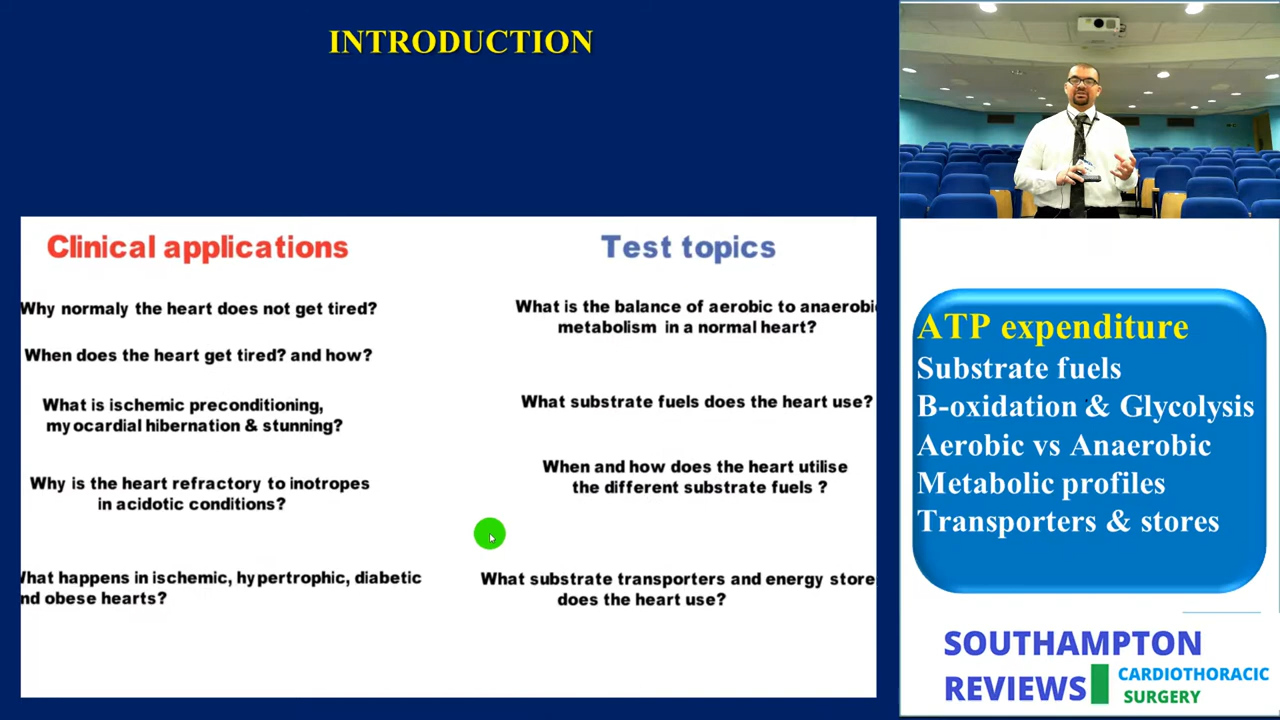 INTRODUCTION
Clinical applications
Why normaly the heart does not get tired?
When does the heart get tired? and how?
What is ischemic preconditioning,
myocardial hibernation & stunning?
Why is the heart refractory to inotropes
in acidotic conditions?
hat happens in ischemic, hypertrophic, diabetic
nd obese hearts?
Test topics
What is the balance of aerobic to anaerobi
metabolism in a normal heart?
What substrate fuels does the heart use?
When and how does the heart utilise
the different substrate fuels ?
What substrate transporters and energy store
does the heart use?
ATP expenditure
Substrate fuels
B-oxidation & Glycolysis
Aerobic vs Anaerobic
Metabolic profiles
Transporters & stores
SOUTHAMPTON
REVIEWS
CARDIOTHORACIC
SURGERY